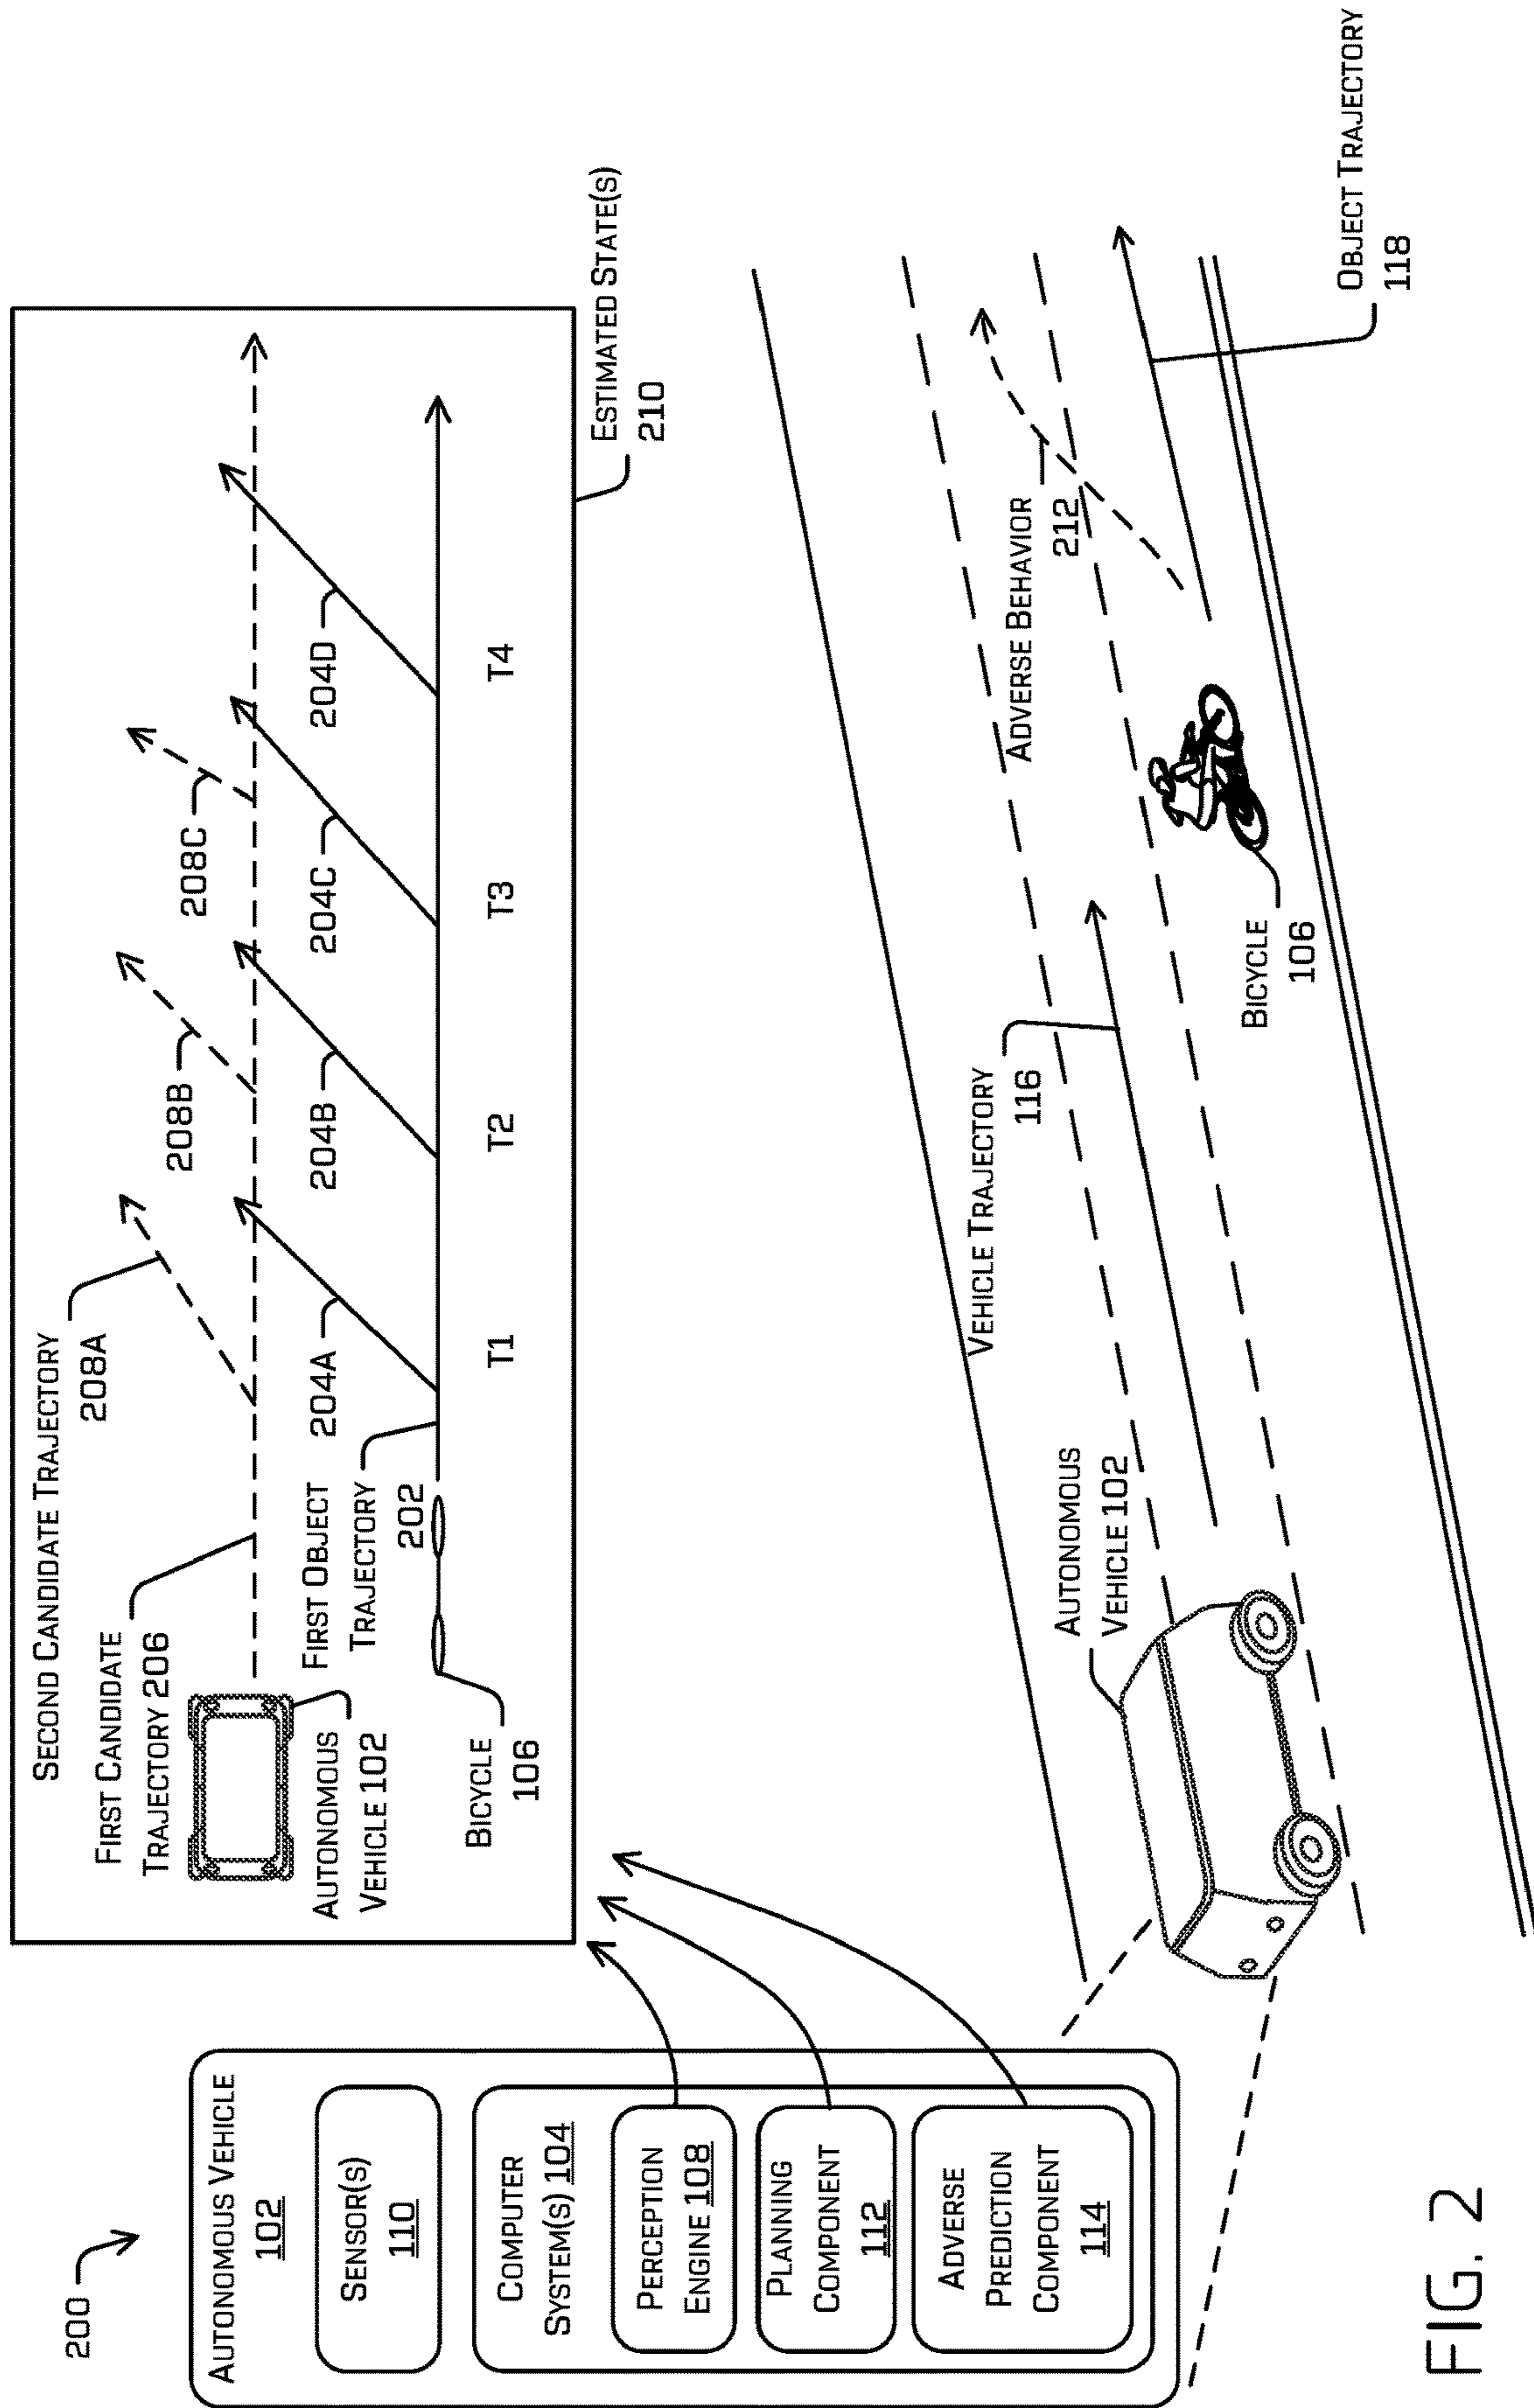 200
AUTONOMOUS VEHICLE
102
SENSOR(S)
110
COMPUTER
SYSTEM(S) 104
PERCEPTION
ENGINE 108
PLANNING
COMPONENT
112
ADVERSE
PREDICTION
COMPONENT
114
SECOND CANDIDATE TRAJECTORY
208A
FIRST CANDIDATE
TRAJECTORY 206
208B
208C
AUTONOMOUS
VEHICLE 102
FIRST OBJECT
TRAJECTORY
202
204A
204B
204C
204D
BICYCLE
106
T1
T2
T3
T4
ESTIMATED STATE(S)
210
VEHICLE TRAJECTORY
116
ADVERSE BEHAVIOR
212
AUTONOMOUS
VEHICLE 102
BICYCLE
106
OBJECT TRAJECTORY
118
FIG. 2